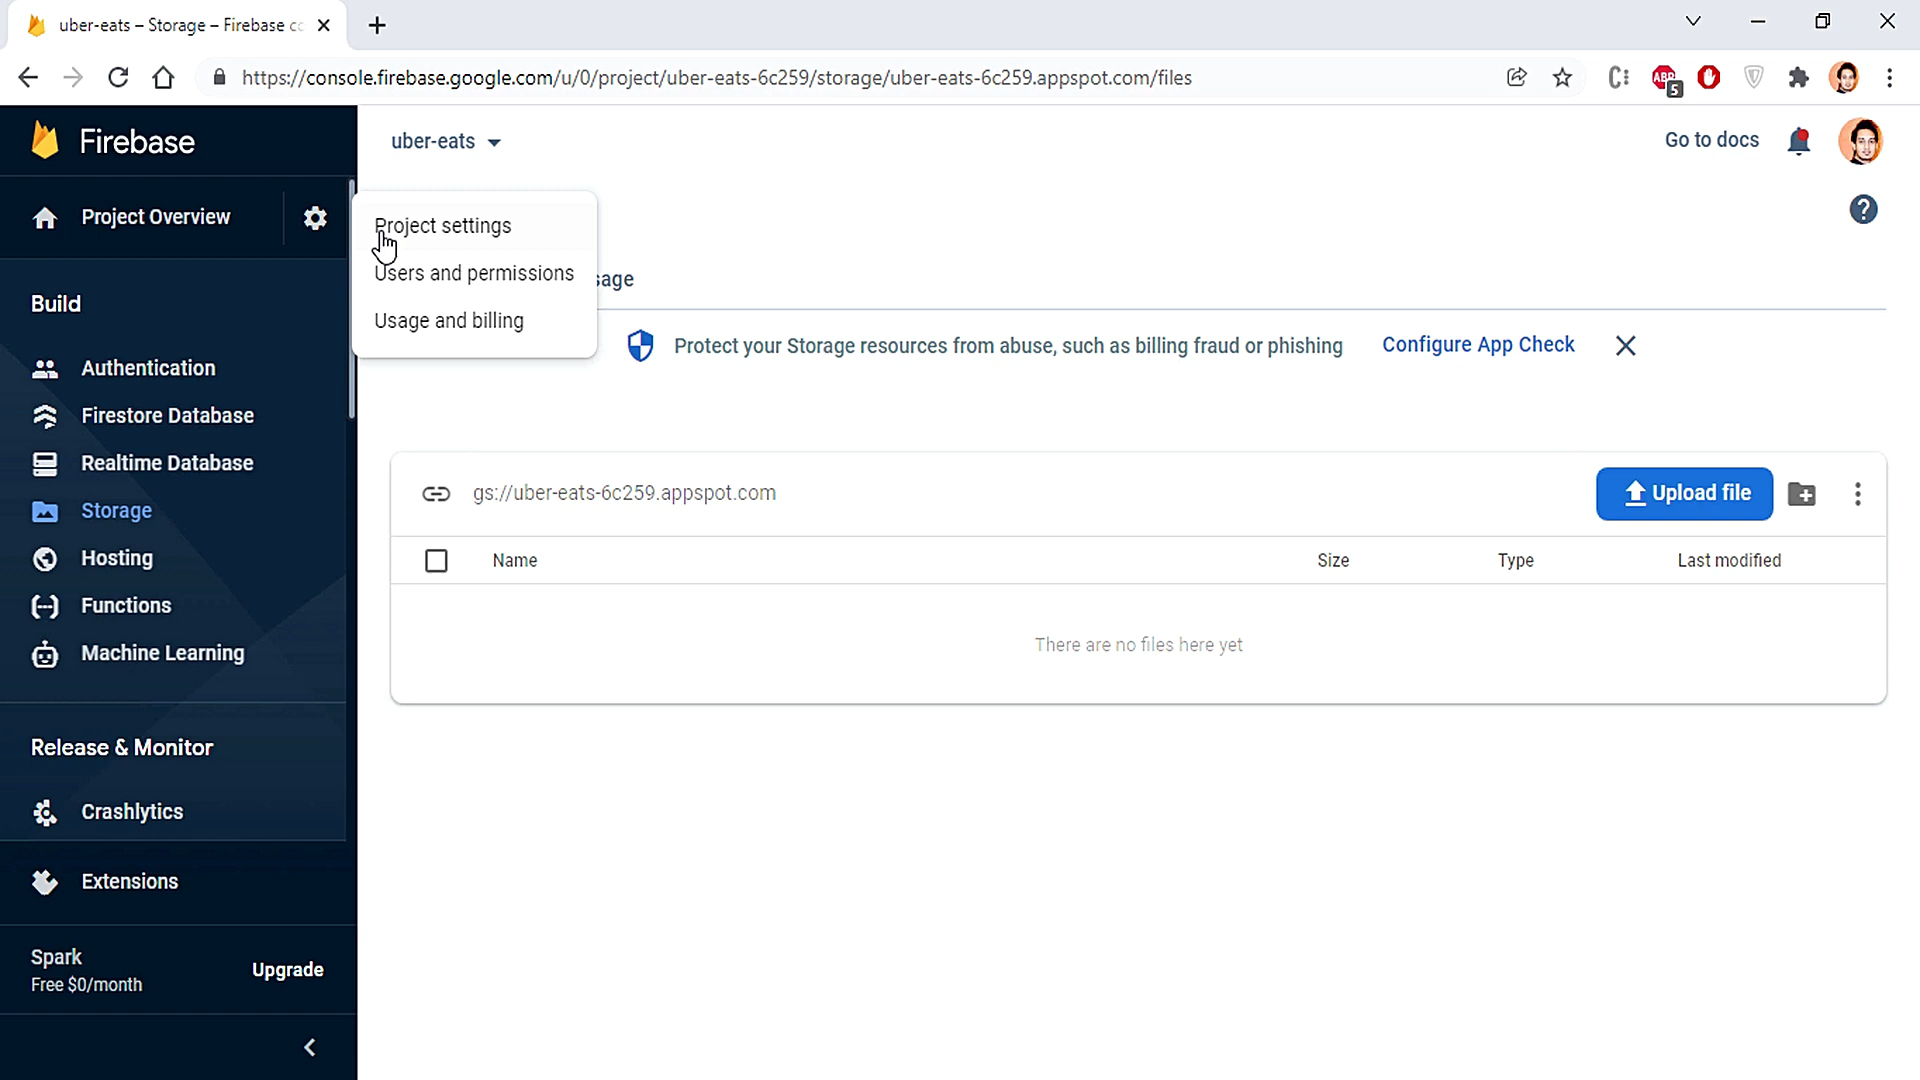 uber-eats – Storage – Firebase co
https://console.firebase.google.com/u/0/project/uber-eats-6c259/storage/uber-eats-6c259.appspot.com/files
ABP
5
Firebase
uber-eats
Go to docs
Project Overview
Project settings
Users and permissions
Usage and billing
sage
Build
Protect your Storage resources from abuse, such as billing fraud or phishing
Configure App Check
Authentication
Firestore Database
Realtime Database
Storage
Hosting
Functions
Machine Learning
gs://uber-eats-6c259.appspot.com
Upload file
Name
Size
Type
Last modified
There are no files here yet
Release & Monitor
Crashlytics
Extensions
Spark
Free $0/month
Upgrade